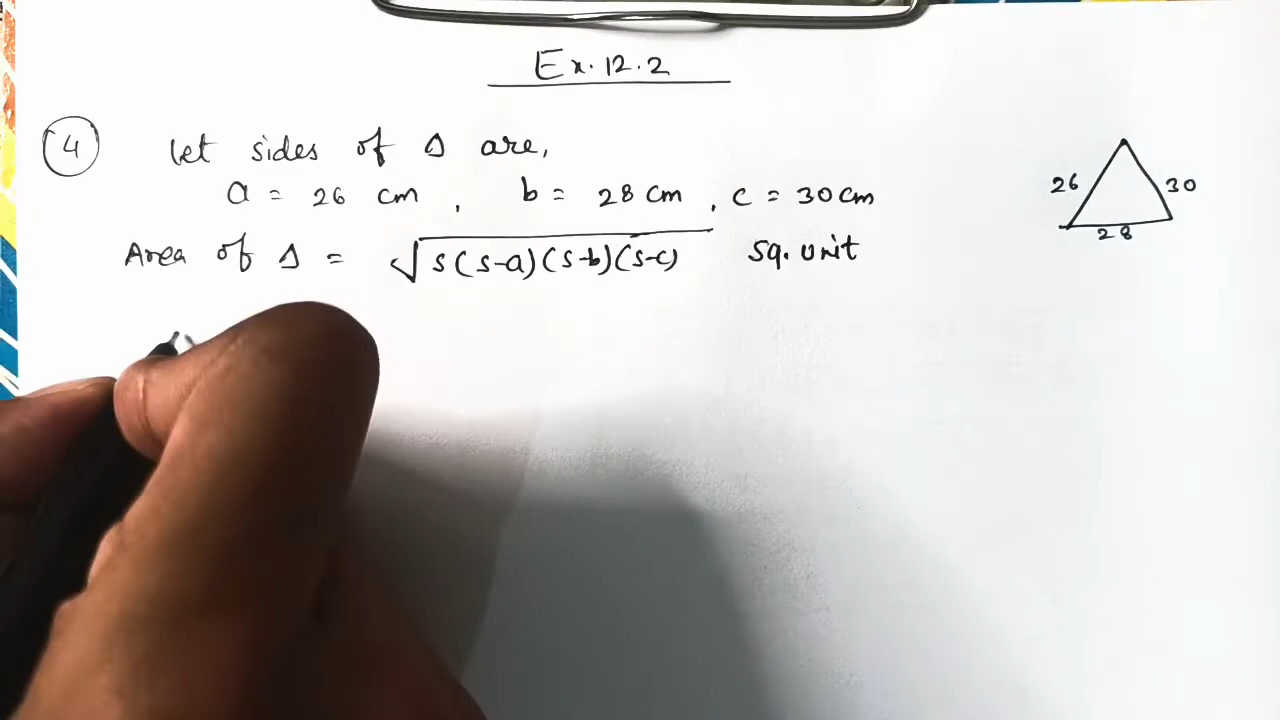 Ex. 12.2
4 Let sides of Δ are,
a = 26 cm, b = 28 cm, c = 30 cm
Area of Δ = √s(s-a)(s-b)(s-c) Sq. unit
26 30
28